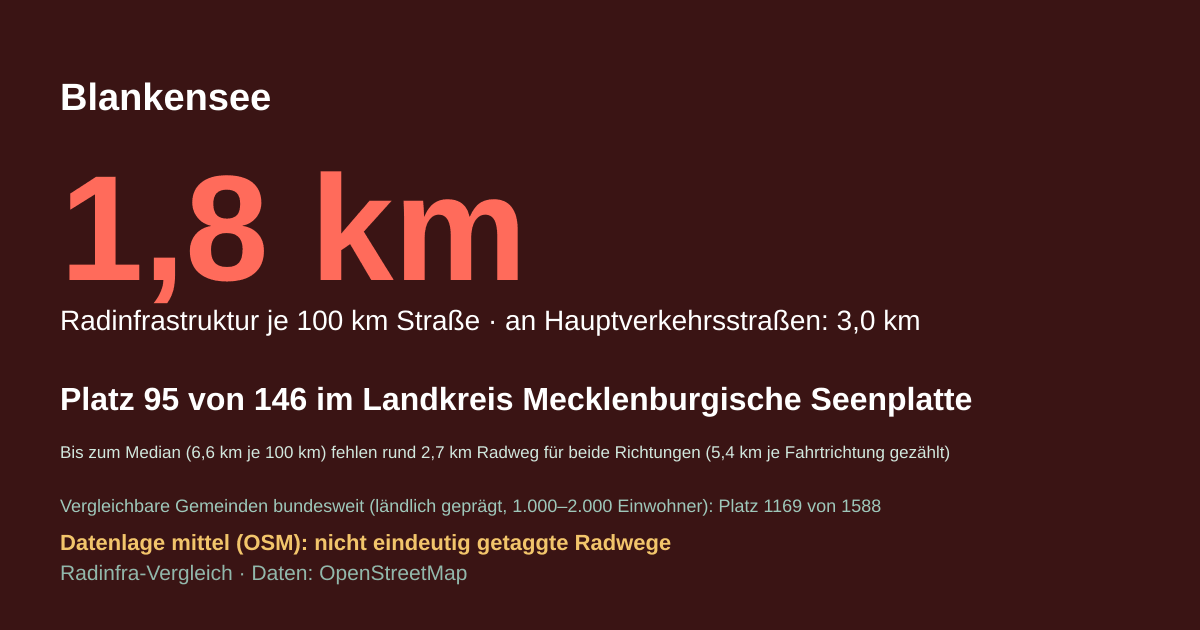 Blankensee
1,8 km
Radinfrastruktur je 100 km Straße · an Hauptverkehrsstraßen: 3,0 km
Platz 95 von 146 im Landkreis Mecklenburgische Seenplatte
Bis zum Median (6,6 km je 100 km) fehlen rund 2,7 km Radweg für beide Richtungen (5,4 km je Fahrtrichtung gezählt)
Vergleichbare Gemeinden bundesweit (ländlich geprägt, 1.000–2.000 Einwohner): Platz 1169 von 1588
Datenlage mittel (OSM): nicht eindeutig getaggte Radwege
Radinfra-Vergleich · Daten: OpenStreetMap